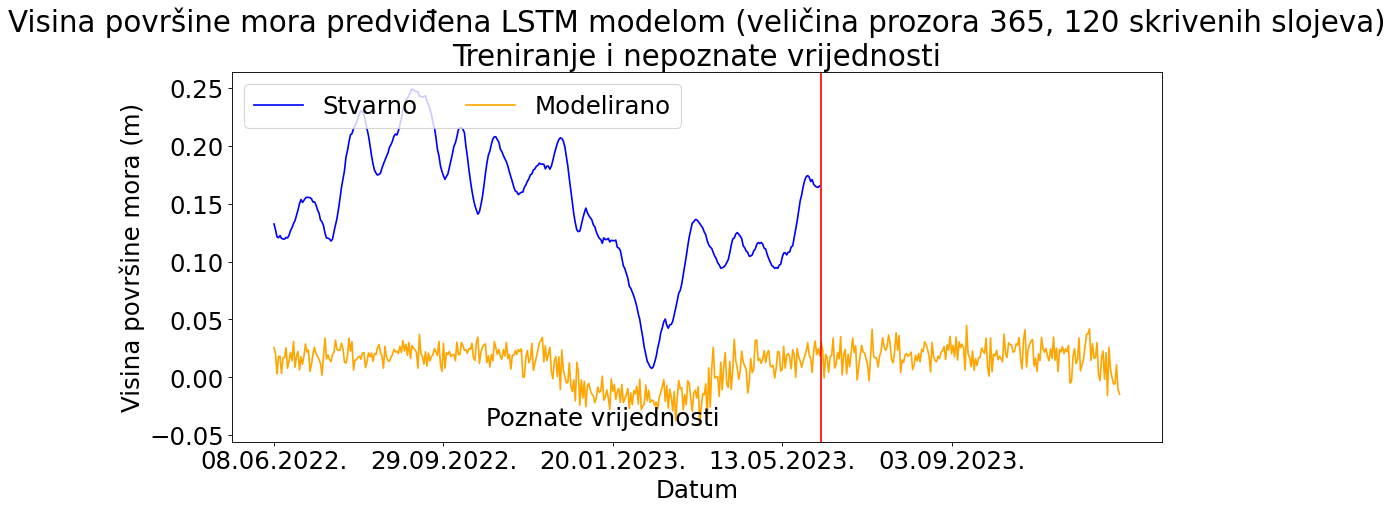 Visina površine mora predviđena LSTM modelom (veličina prozora 365, 120 skrivenih slojeva)
Treniranje i nepoznate vrijednosti
Stvarno Modelirano
Visina površine mora (m)
0.25
0.20
0.15
0.10
0.05
0.00
−0.05
Poznate vrijednosti
08.06.2022. 29.09.2022. 20.01.2023. 13.05.2023. 03.09.2023.
Datum